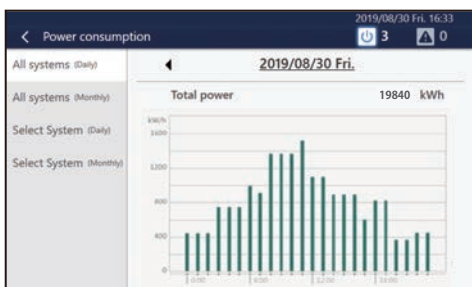 2019/08/30 Fri. 16:33
Power consumption
3
0
All systems (Daily)
All systems (Monthly)
Select System (Daily)
Select System (Monthly)
2019/08/30 Fri.
Total power 19840 kWh
kW/h
1600
1200
800
400
0
0:00 6:00 12:00 18:00